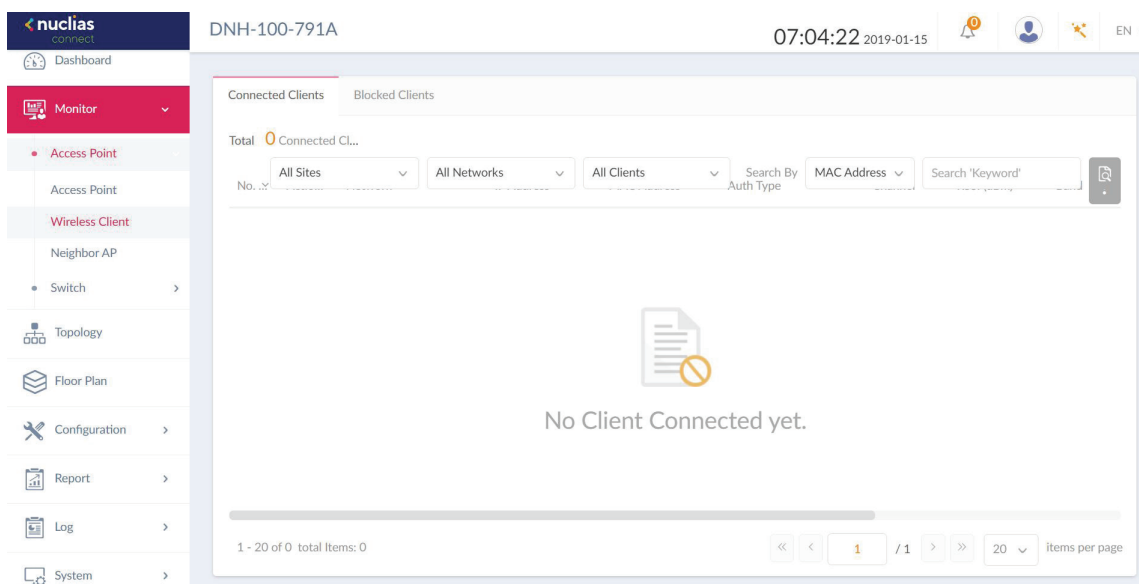 nuclias
connect
DNH-100-791A
07:04:22 2019-01-15
0
EN
Dashboard
Monitor
Access Point
Access Point
Wireless Client
Neighbor AP
Switch
Topology
Floor Plan
Configuration
Report
Log
System
Connected Clients
Blocked Clients
Total 0 Connected Cl...
All Sites
All Networks
All Clients
Search By
MAC Address
Search 'Keyword'
No. ...
Auth Type
No Client Connected yet.
1 - 20 of 0 total Items: 0
1 / 1
20
items per page